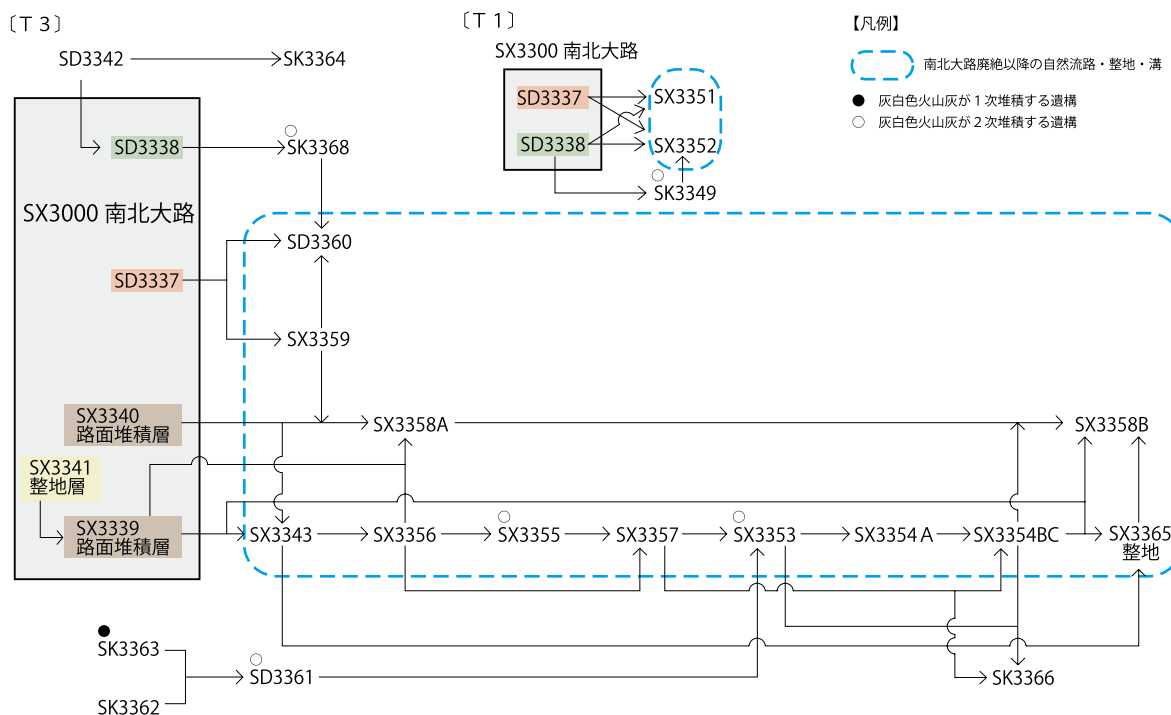 〔Ｔ３〕
〔Ｔ１〕
【凡例】
SD3342
SK3364
SX3300 南北大路
南北大路廃絶以降の自然流路・整地・溝
SD3337
SX3351
灰白色火山灰が１次堆積する遺構
灰白色火山灰が２次堆積する遺構
SD3338
SK3368
SD3338
SX3352
SK3349
SX3000 南北大路
SD3360
SD3337
SX3359
SX3340
路面堆積層
SX3358A
SX3358B
SX3341
整地層
SX3339
路面堆積層
SX3343
SX3356
SX3355
SX3357
SX3353
SX3354 A
SX3354BC
SX3365
整地
SK3363
SD3361
SK3366
SK3362